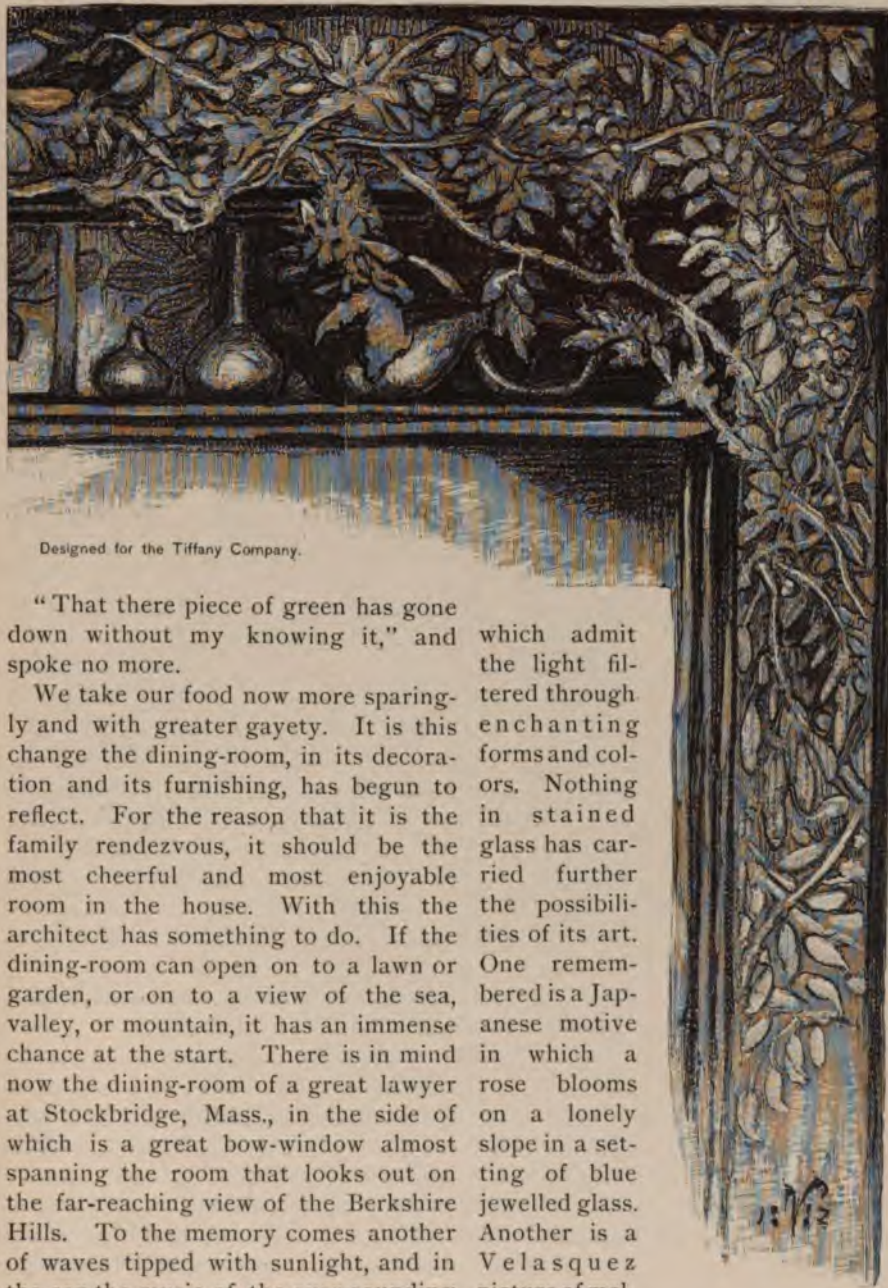 Designed for the Tiffany Company.
“That there piece of green has gone
down without my knowing it,” and
spoke no more.
We take our food now more sparing-
ly and with greater gayety. It is this
change the dining-room, in its decora-
tion and its furnishing, has begun to
reflect. For the reason that it is the
family rendezvous, it should be the
most cheerful and most enjoyable
room in the house. With this the
architect has something to do. If the
dining-room can open on to a lawn or
garden, or on to a view of the sea,
valley, or mountain, it has an immense
chance at the start. There is in mind
now the dining-room of a great lawyer
at Stockbridge, Mass., in the side of
which is a great bow-window almost
spanning the room that looks out on
the far-reaching view of the Berkshire
Hills. To the memory comes another
of waves tipped with sunlight, and in
which admit
the light fil-
tered through
enchanting
forms and col-
ors. Nothing
in stained
glass has car-
ried further
the possibili-
ties of its art.
One remem-
bered is a Jap-
anese motive
in which a
rose blooms
on a lonely
slope in a set-
ting of blue
jewelled glass.
Another is a
Velasquez